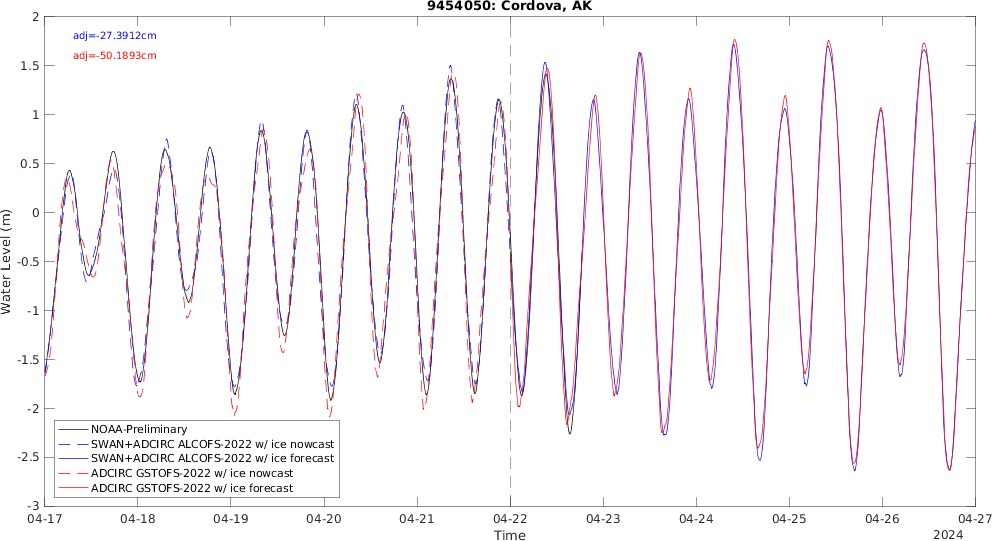 9454050: Cordova, AK
adj=-27.3912cm
adj=-50.1893cm
Water Level (m)
2
1.5
1
0.5
0
-0.5
-1
-1.5
-2
-2.5
-3
NOAA-Preliminary
SWAN+ADCIRC ALCOFS-2022 w/ ice nowcast
SWAN+ADCIRC ALCOFS-2022 w/ ice forecast
ADCIRC GSTOFS-2022 w/ ice nowcast
ADCIRC GSTOFS-2022 w/ ice forecast
04-17 04-18 04-19 04-20 04-21 04-22 04-23 04-24 04-25 04-26 04-27
Time
2024